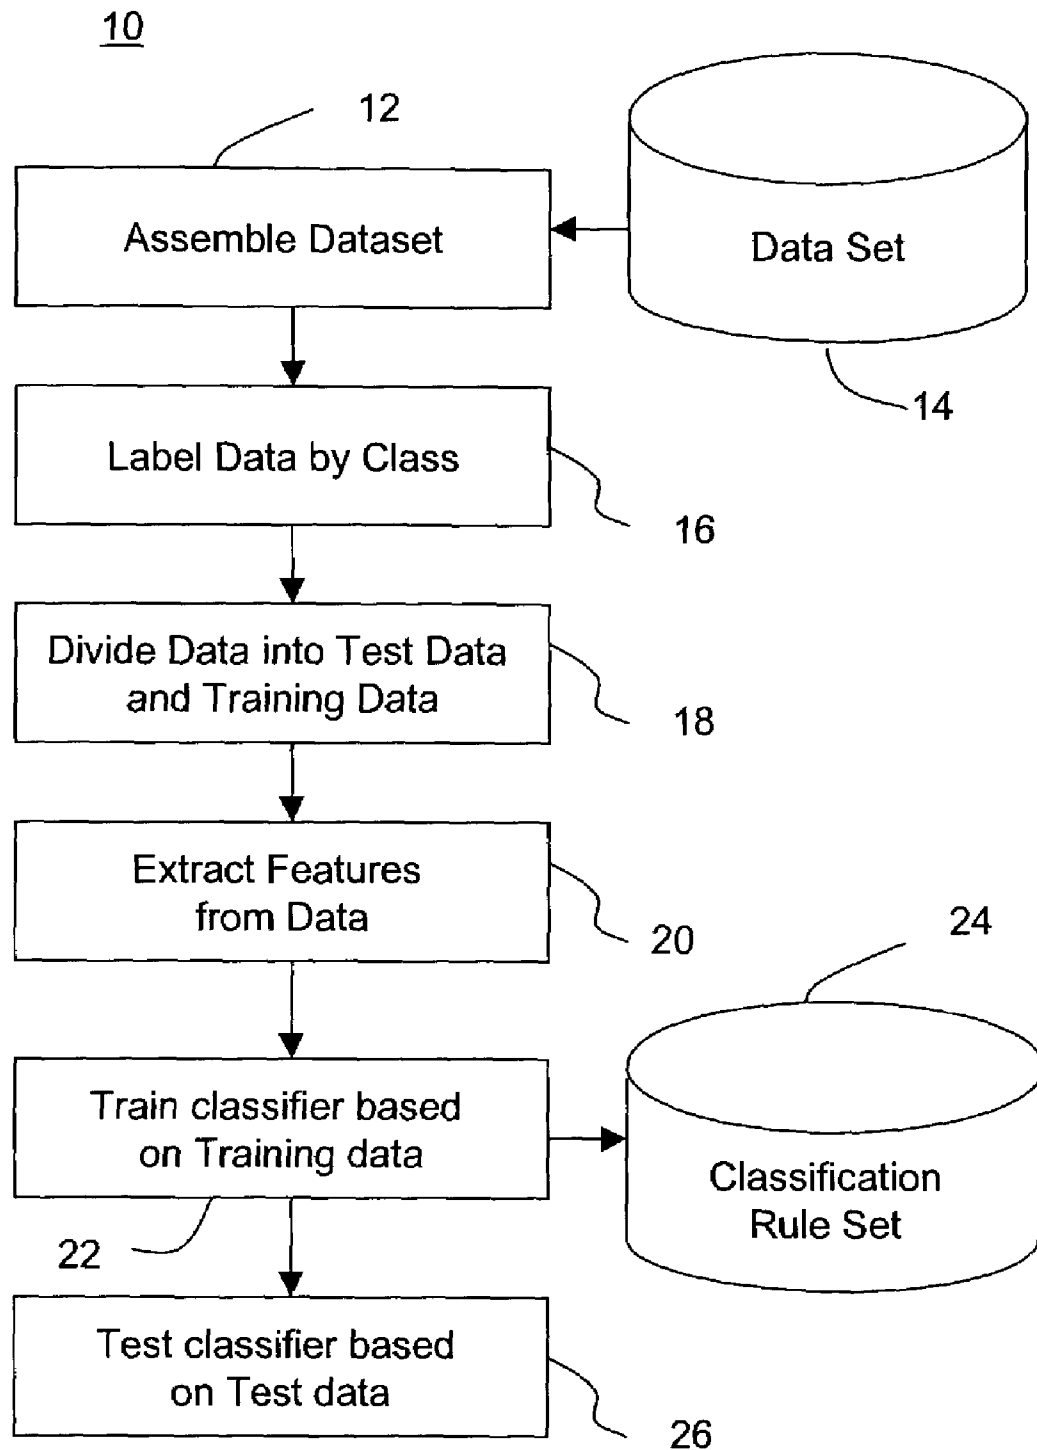 10
12
Assemble Dataset
Data Set
14
Label Data by Class
16
Divide Data into Test Data
and Training Data
18
Extract Features
from Data
20
24
Train classifier based
on Training data
Classification
Rule Set
22
Test classifier based
on Test data
26